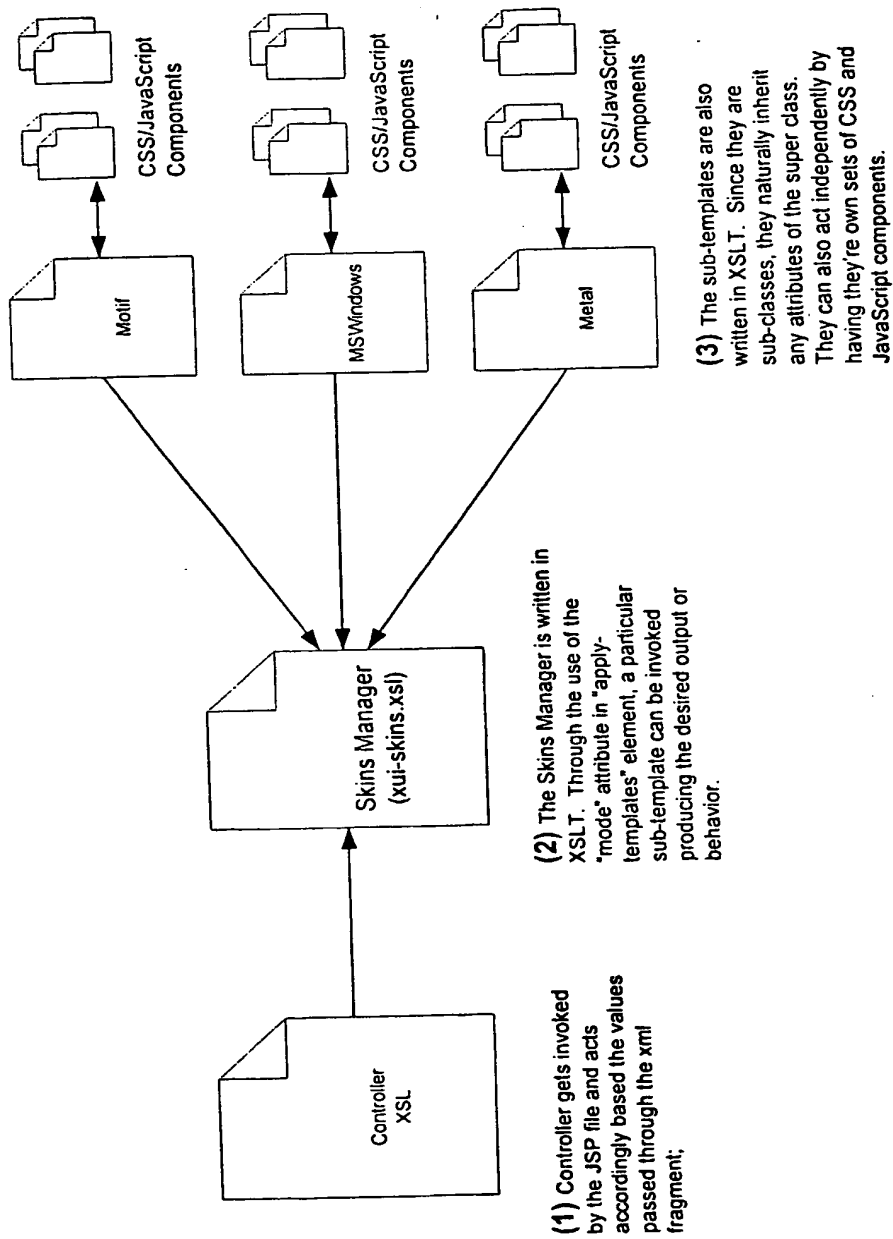 Controller
XSL
Skins Manager
(xui-skins.xsl)
Motif
CSS/JavaScript
Components
MSWindows
CSS/JavaScript
Components
Metal
CSS/JavaScript
Components
(1) Controller gets invoked
by the JSP file and acts
accordingly based the values
passed through the xml
fragment;
(2) The Skins Manager is written in
XSLT. Through the use of the
"mode" attribute in "apply-
templates" element, a particular
sub-template can be invoked
producing the desired output or
behavior.
(3) The sub-templates are also
written in XSLT. Since they are
sub-classes, they naturally inherit
any attributes of the super class.
They can also act independently by
having they're own sets of CSS and
JavaScript components.